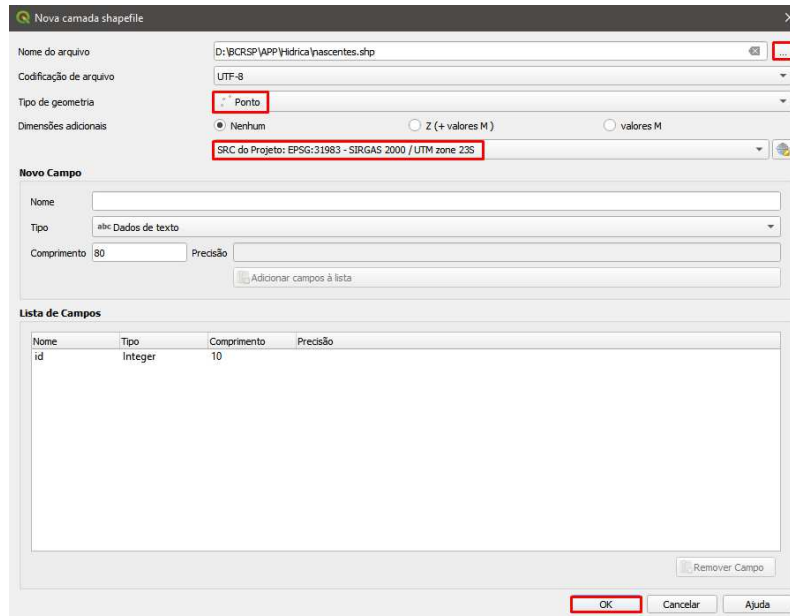 Nova camada shapefile
Nome do arquivo D:\BCRSP\APP\Hidrica\nascentes.shp ...
Codificação de arquivo UTF-8
Tipo de geometria Ponto
Dimensões adicionais Nenhum Z (+ valores M ) valores M
SRC do Projeto: EPSG:31983 - SIRGAS 2000 / UTM zone 23S
Novo Campo
Nome
Tipo abc Dados de texto
Comprimento 80 Precisão
Adicionar campos à lista
Lista de Campos
Nome Tipo Comprimento Precisão
id Integer 10
Remover Campo
OK Cancelar Ajuda